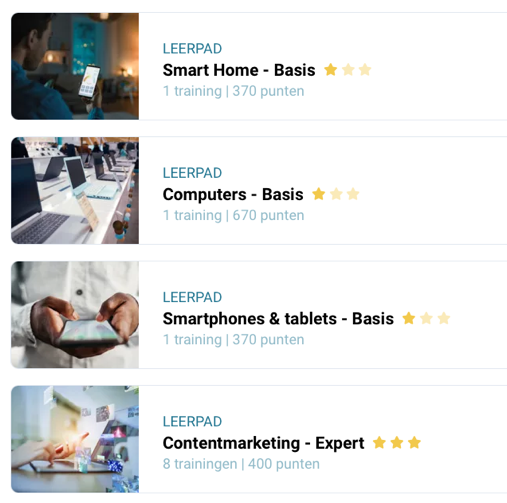 LEERPAD
Smart Home - Basis
1 training | 370 punten
LEERPAD
Computers - Basis
1 training | 670 punten
LEERPAD
Smartphones & tablets - Basis
1 training | 370 punten
LEERPAD
Contentmarketing - Expert
8 trainingen | 400 punten